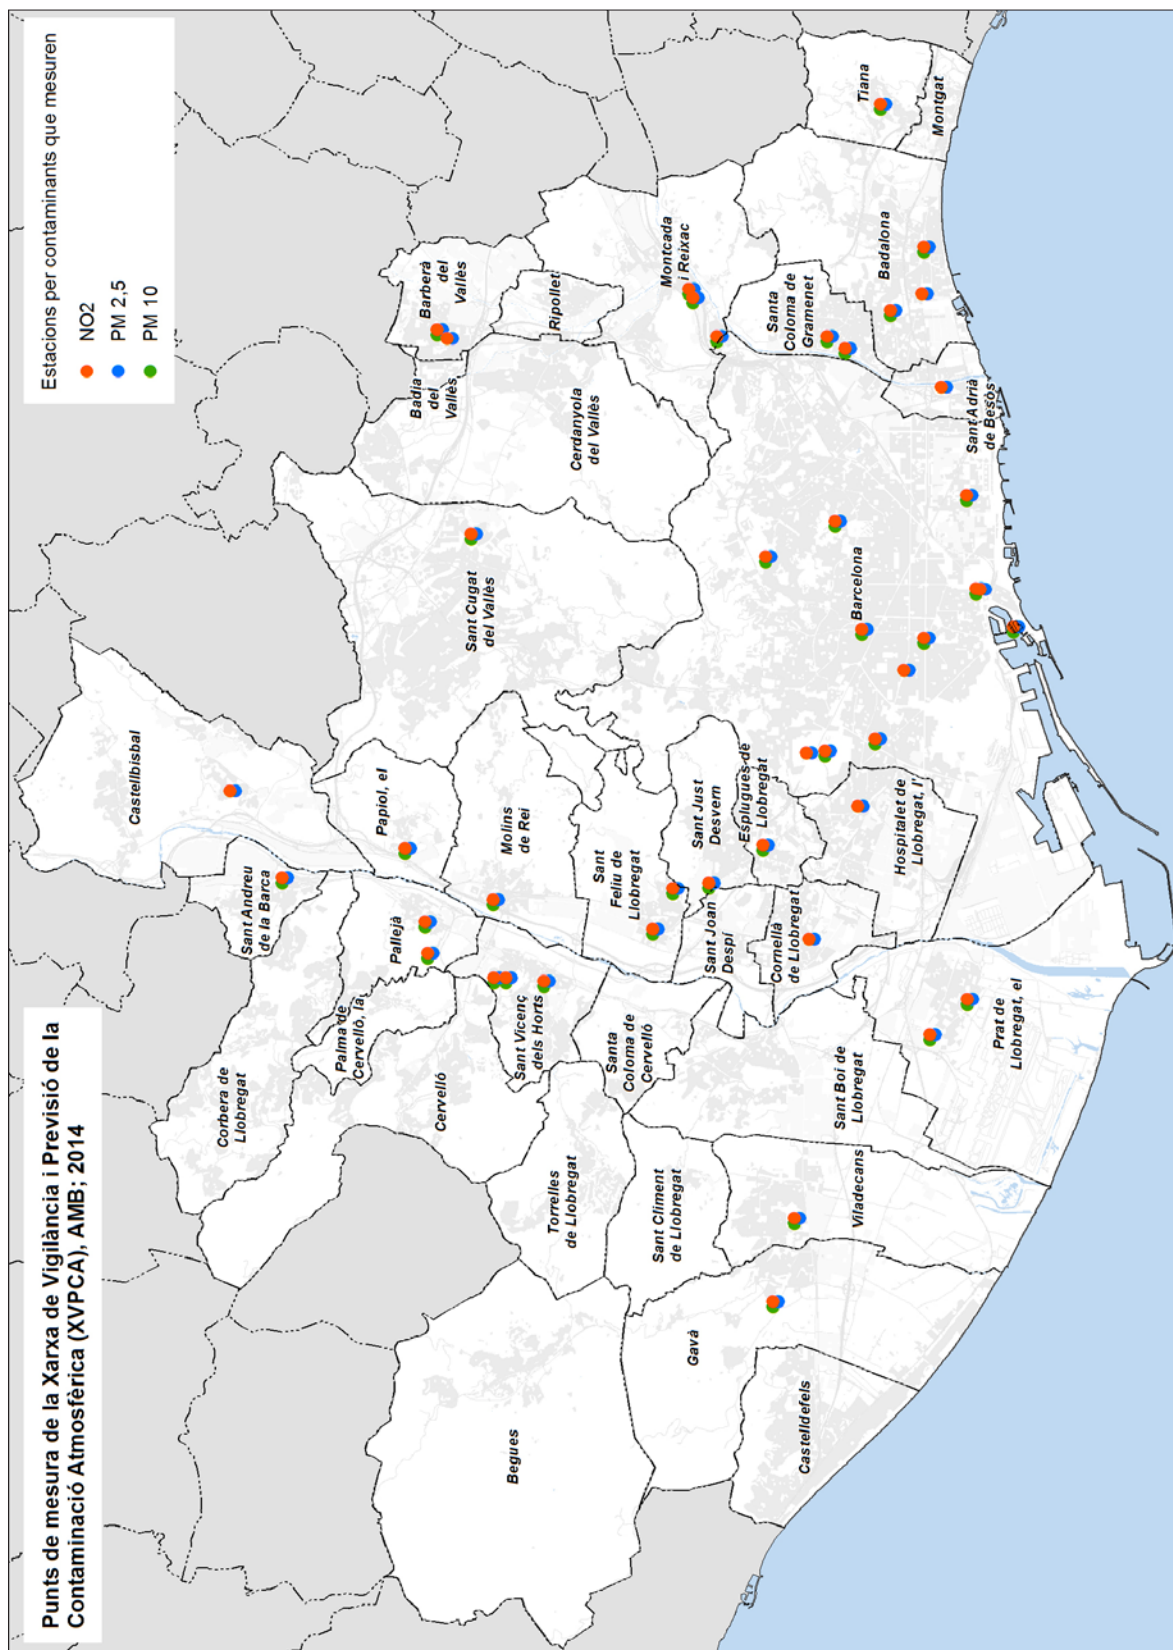 Punts de mesura de la Xarxa de Vigilància i Previsió de la
Contaminació Atmosfèrica (XVPCA), AMB; 2014
Estacions per contaminants que mesuren
NO2
PM 2,5
PM 10
Castellbisbal
Sant Andreu
de la Barca
Corbera de
Llobregat
Papiol, el
Pallejà
Palma de
Cervelló, la
Cervelló
Sant Cugat
del Vallès
Badia
del
Vallès
Barberà
del
Vallès
Ripollet
Cerdanyola
del Vallès
Montcada
i Reixac
Molins
de Rei
Sant Vicenç
dels Horts
Begues
Torrelles
de Llobregat
Santa
Coloma de
Cervelló
Sant
Feliu de
Llobregat
Sant Just
Desvern
Sant Climent
de Llobregat
Sant Joan
Despí
Esplugues de
Llobregat
Santa
Coloma de
Gramenet
Tiana
Montgat
Badalona
Gavà
Castelldefels
Viladecans
Sant Boi de
Llobregat
Cornellà
de Llobregat
Hospitalet de
Llobregat, l'
Barcelona
Sant Adrià
de Besòs
Prat de
Llobregat, el